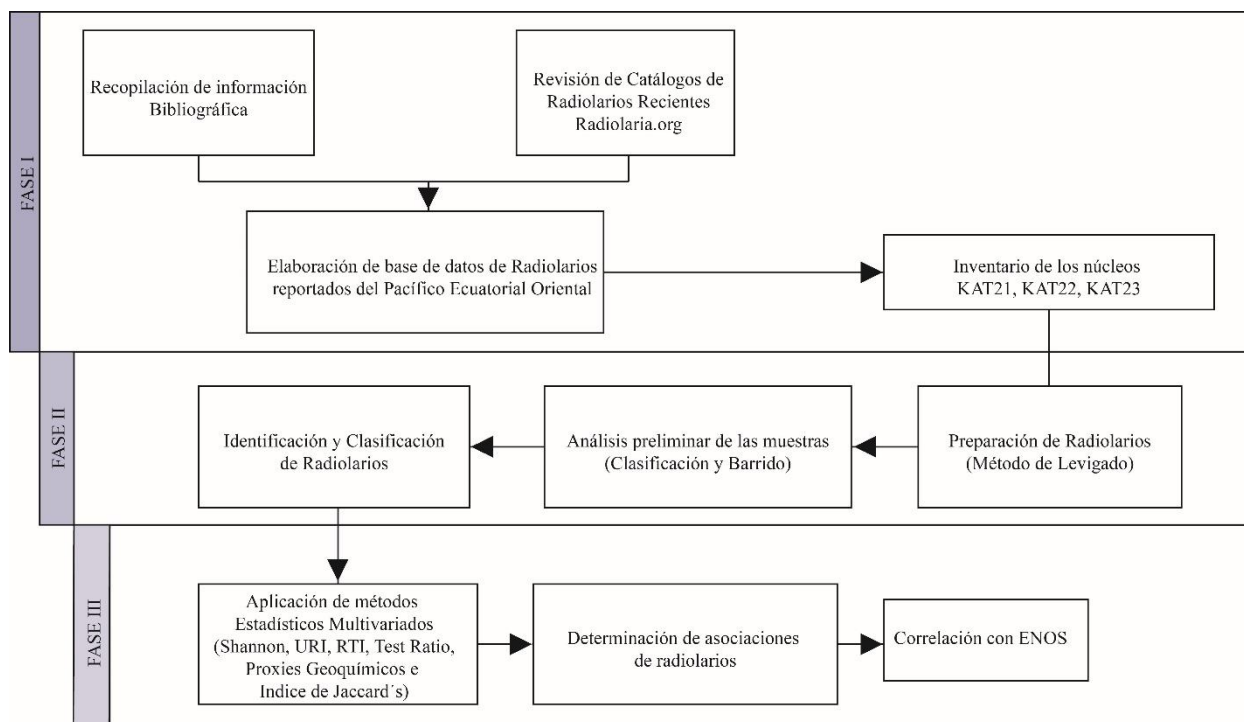 FASE I
Recopilación de información
Bibliográfica
Revisión de Catálogos de
Radiolarios Recientes
Radiolaria.org
Elaboración de base de datos de Radiolarios
reportados del Pacífico Ecuatorial Oriental
Inventario de los núcleos
KAT21, KAT22, KAT23
FASE II
Preparación de Radiolarios
(Método de Levigado)
Análisis preliminar de las muestras
(Clasificación y Barrido)
Identificación y Clasificación
de Radiolarios
FASE III
Aplicación de métodos
Estadísticos Multivariados
(Shannon, URI, RTI, Test Ratio,
Proxies Geoquímicos e
Indice de Jaccard´s)
Determinación de asociaciones
de radiolarios
Correlación con ENOS